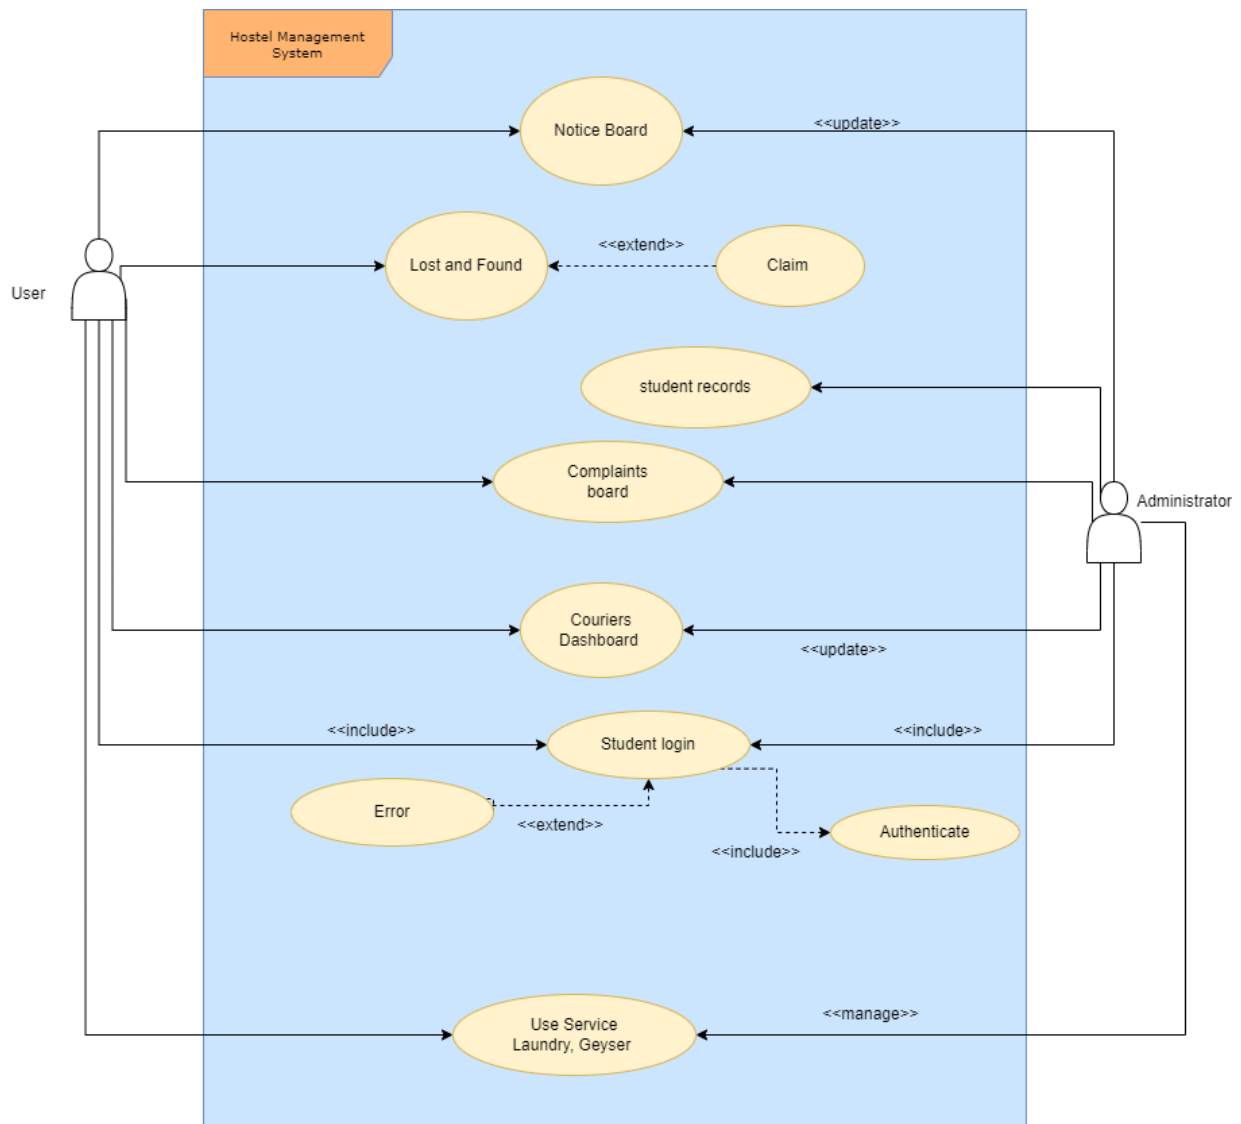 Hostel Management
System
Notice Board
<<update>>
Lost and Found
<<extend>>
Claim
User
student records
Complaints
board
Administrator
Couriers
Dashboard
<<update>>
<<include>>
Student login
<<include>>
Error
<<extend>>
Authenticate
<<include>>
Use Service
Laundry, Geyser
<<manage>>